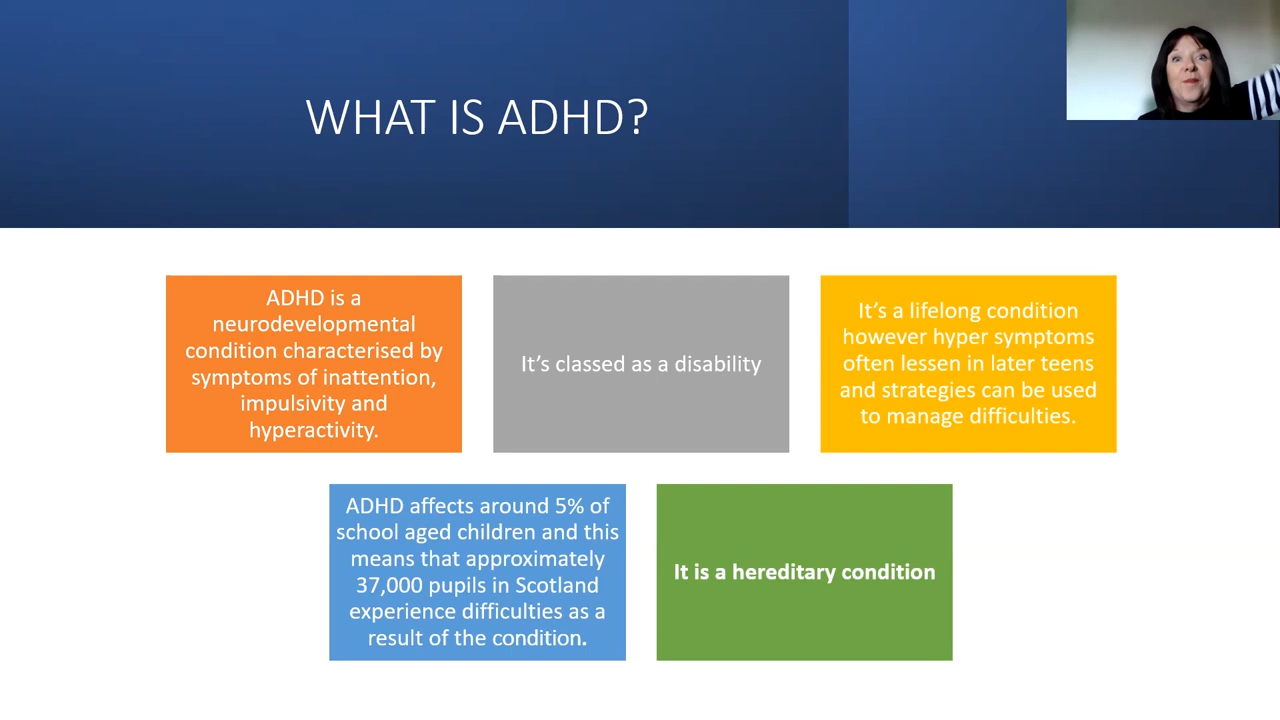 WHAT IS ADHD?
ADHD is a
neurodevelopmental
condition characterised by
symptoms of inattention,
impulsivity and
hyperactivity.
It’s classed as a disability
It’s a lifelong condition
however hyper symptoms
often lessen in later teens
and strategies can be used
to manage difficulties.
ADHD affects around 5% of
school aged children and this
means that approximately
37,000 pupils in Scotland
experience difficulties as a
result of the condition.
It is a hereditary condition